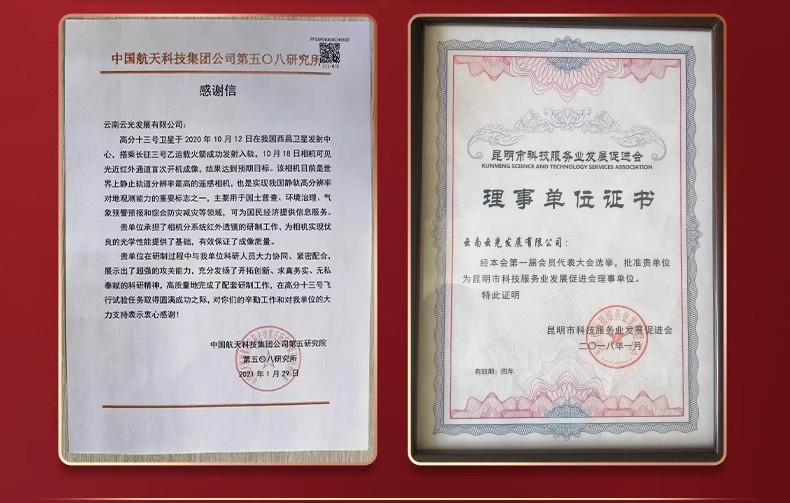 中国航天科技集团公司第五〇八研究所
感谢信
云南云光发展有限公司：
高分十三号卫星于 2020 年 10 月 12 日在我国西昌卫星发射中
心，搭乘长征三号乙运载火箭成功发射入轨，10 月 18 日相机可见
光近红外通道首次开机成像，结果达到预期目标。该相机目前是世
界上静止轨道分辨率最高的遥感相机，也是实现我国静轨高分辨率
对地观测能力的重要标志之一，主要用于国土普查、环境治理、气
象预警预报和综合防灾减灾等领域，可为国民经济提供信息服务。
贵单位承担了相机分系统红外透镜的研制工作，为相机实现优
良的光学性能提供了基础，有效保证了成像质量。
贵单位在研制过程中与我单位科研人员大力协同、紧密配合，
展示出了超强的攻关能力，充分发扬了开拓创新、求真务实、无私
奉献的科研精神，高质量地完成了配套研制工作，在高分十三号飞
行试验任务取得圆满成功之际，对你们的辛勤工作和对我单位的大
力支持表示衷心感谢！
中国航天科技集团公司第五研究院
第五〇八研究所
2021 年 1 月 29 日
昆明市科技服务业发展促进会
KUNMING SCIENCE AND TECHNOLOGY SERVICES ASSOCIATION
理事单位证书
云南云光发展有限公司：
经本会第一届会员代表大会选举，批准贵单位
为昆明市科技服务业发展促进会理事单位。
特此证明
昆明市科技服务业发展促进会
二〇一八年一月
有效期：四年